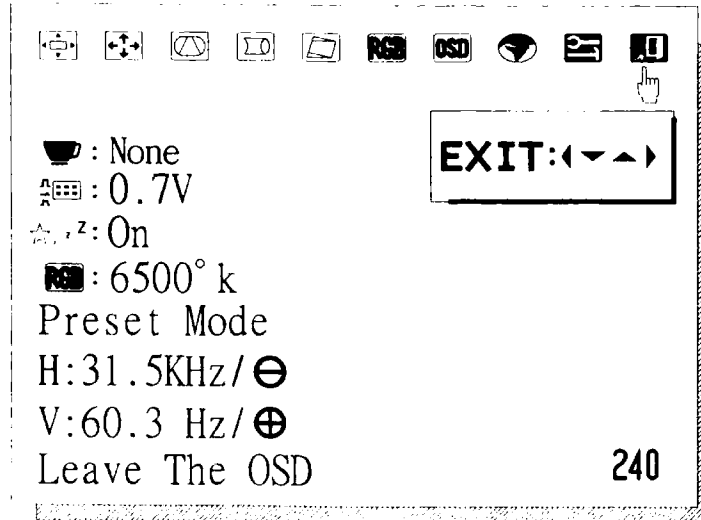 RGB OSD
EXIT:
: None
: 0.7V
z z: On
RGB : 6500° k
Preset Mode
H:31.5KHz/⊖
V:60.3 Hz/⊕
Leave The OSD
240